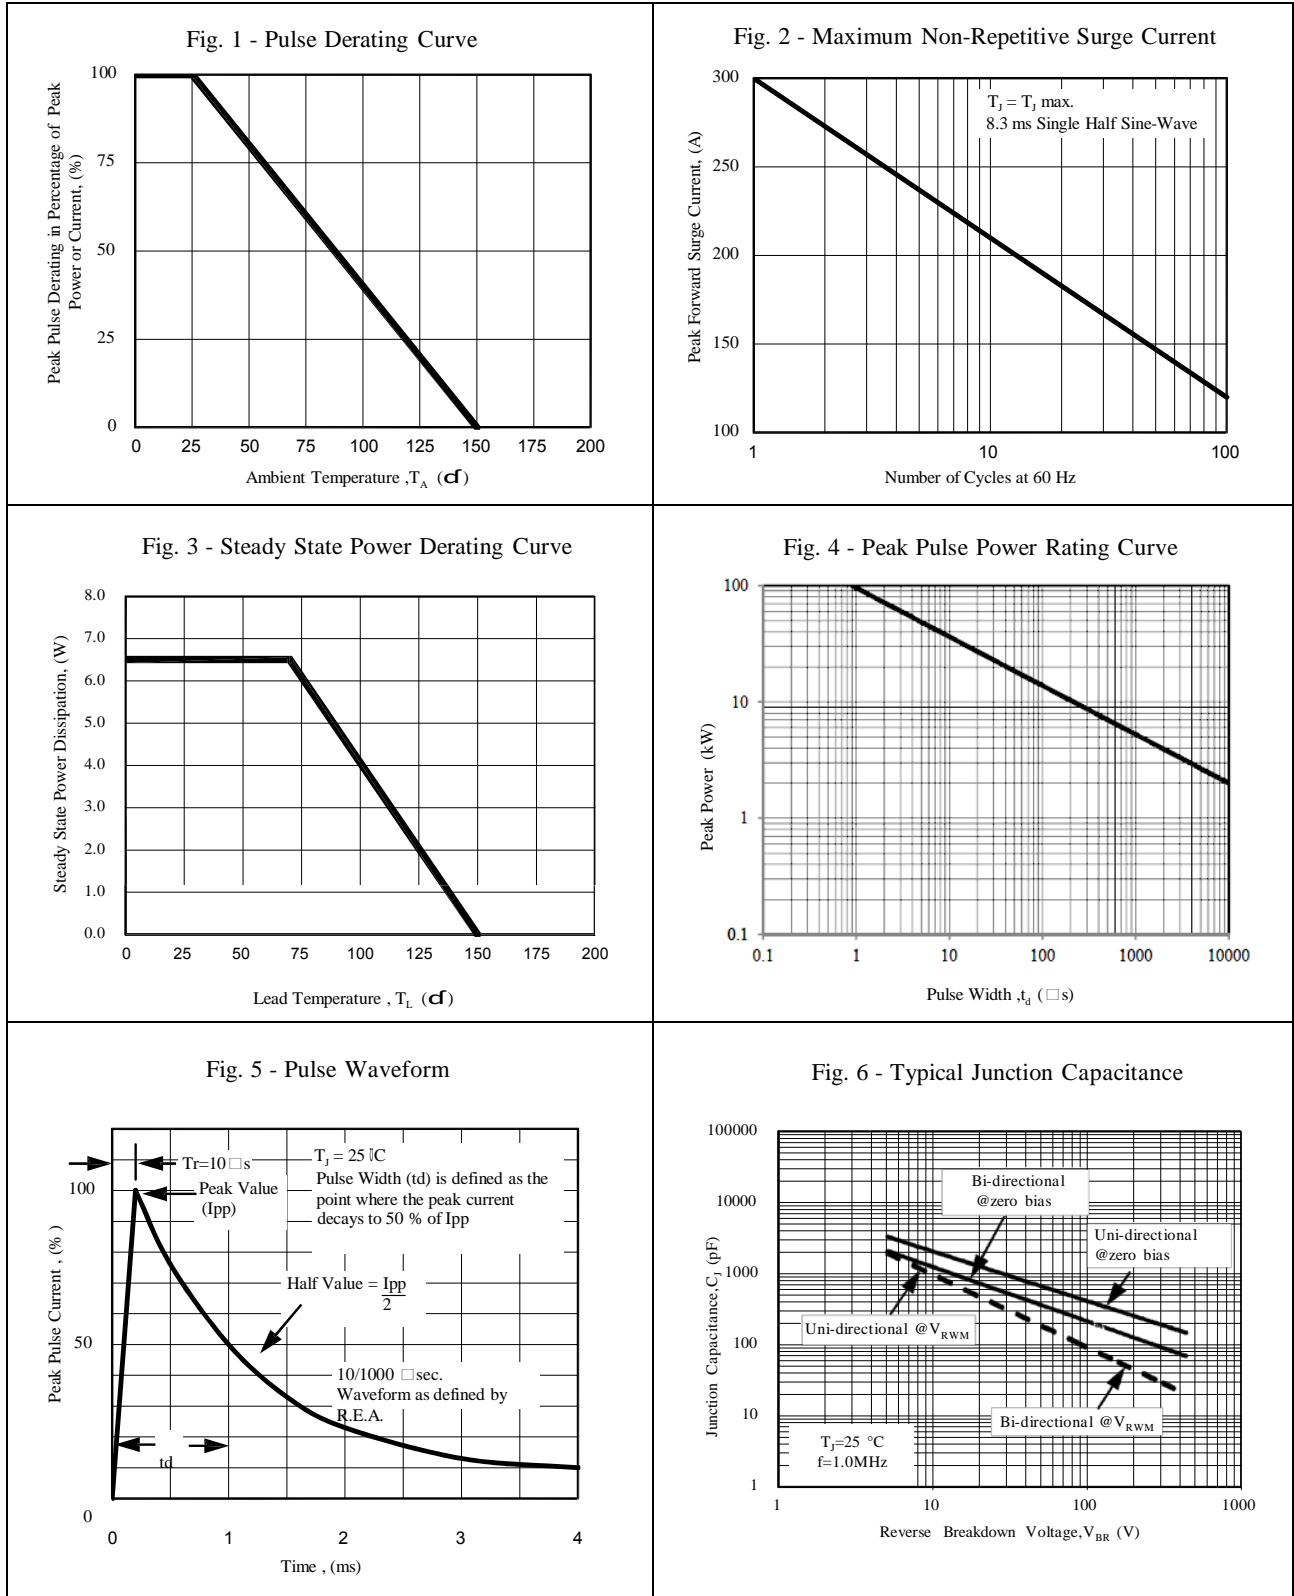 Fig. 1 - Pulse Derating Curve
Peak Pulse Derating in Percentage of Peak
Power or Current, (%)
100
75
50
25
0
0 25 50 75 100 125 150 175 200
Ambient Temperature ,TA (ʠ)
Fig. 2 - Maximum Non-Repetitive Surge Current
Peak Forward Surge Current, (A)
300
250
200
150
100
TJ = TJ max.
8.3 ms Single Half Sine-Wave
1 10 100
Number of Cycles at 60 Hz
Fig. 3 - Steady State Power Derating Curve
Steady State Power Dissipation, (W)
8.0
7.0
6.0
5.0
4.0
3.0
2.0
1.0
0.0
0 25 50 75 100 125 150 175 200
Lead Temperature , TL (ʠ)
Fig. 4 - Peak Pulse Power Rating Curve
Peak Power (kW)
100
10
1
0.1
0.1 1 10 100 1000 10000
Pulse Width ,td (□s)
Fig. 5 - Pulse Waveform
Peak Pulse Current , (% )
100
50
0
Tr=10 □s
Peak Value
(Ipp)
TJ = 25 C
Pulse Width (td) is defined as the
point where the peak current
decays to 50 % of Ipp
Half Value = Ipp
2
10/1000 □sec.
Waveform as defined by
R.E.A.
td
0 1 2 3 4
Time , (ms)
Fig. 6 - Typical Junction Capacitance
Junction Capacitance,CJ (pF)
100000
10000
1000
100
10
1
Bi-directional
@zero bias
Uni-directional
@zero bias
Uni-directional @VRWM
Bi-directional @VRWM
TJ=25 °C
f=1.0MHz
1 10 100 1000
Reverse Breakdown Voltage,VBR (V)